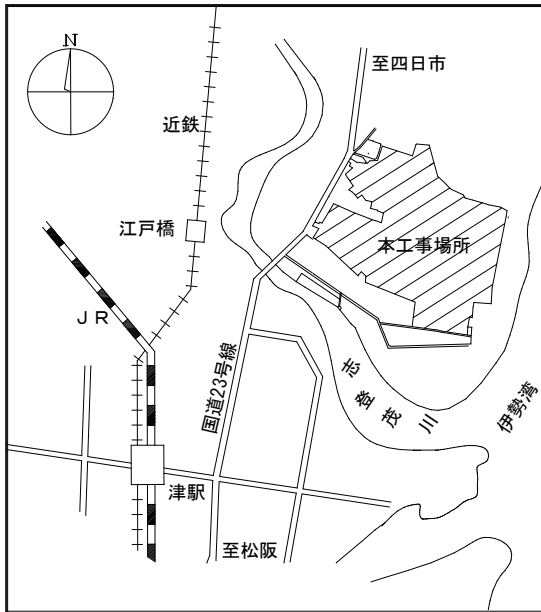 N
至四日市
近鉄
江戸橋
本工事場所
JR
国道23号線
志登茂川
伊勢湾
津駅
至松阪